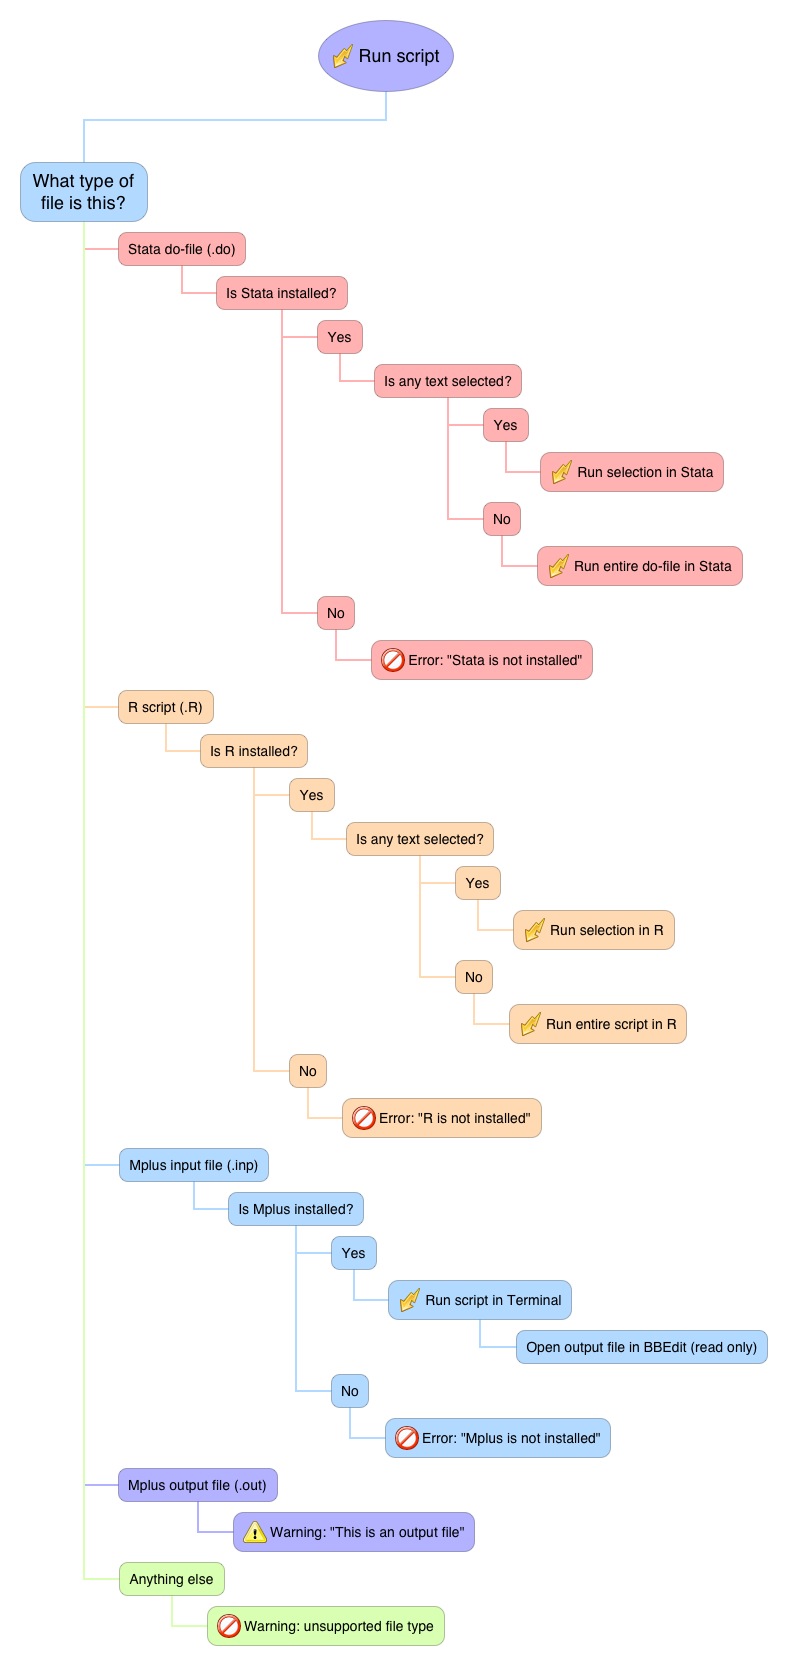 Run script
What type of
file is this?
Stata do-file (.do)
Is Stata installed?
Yes
Is any text selected?
Yes
Run selection in Stata
No
Run entire do-file in Stata
No
Error: "Stata is not installed"
R script (.R)
Is R installed?
Yes
Is any text selected?
Yes
Run selection in R
No
Run entire script in R
No
Error: "R is not installed"
Mplus input file (.inp)
Is Mplus installed?
Yes
Run script in Terminal
Open output file in BBEdit (read only)
No
Error: "Mplus is not installed"
Mplus output file (.out)
Warning: "This is an output file"
Anything else
Warning: unsupported file type